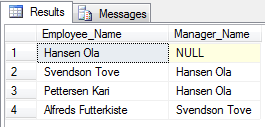 Results Messages
Employee_Name Manager_Name
1 Hansen Ola NULL
2 Svendson Tove Hansen Ola
3 Pettersen Kari Hansen Ola
4 Alfreds Futterkiste Svendson Tove